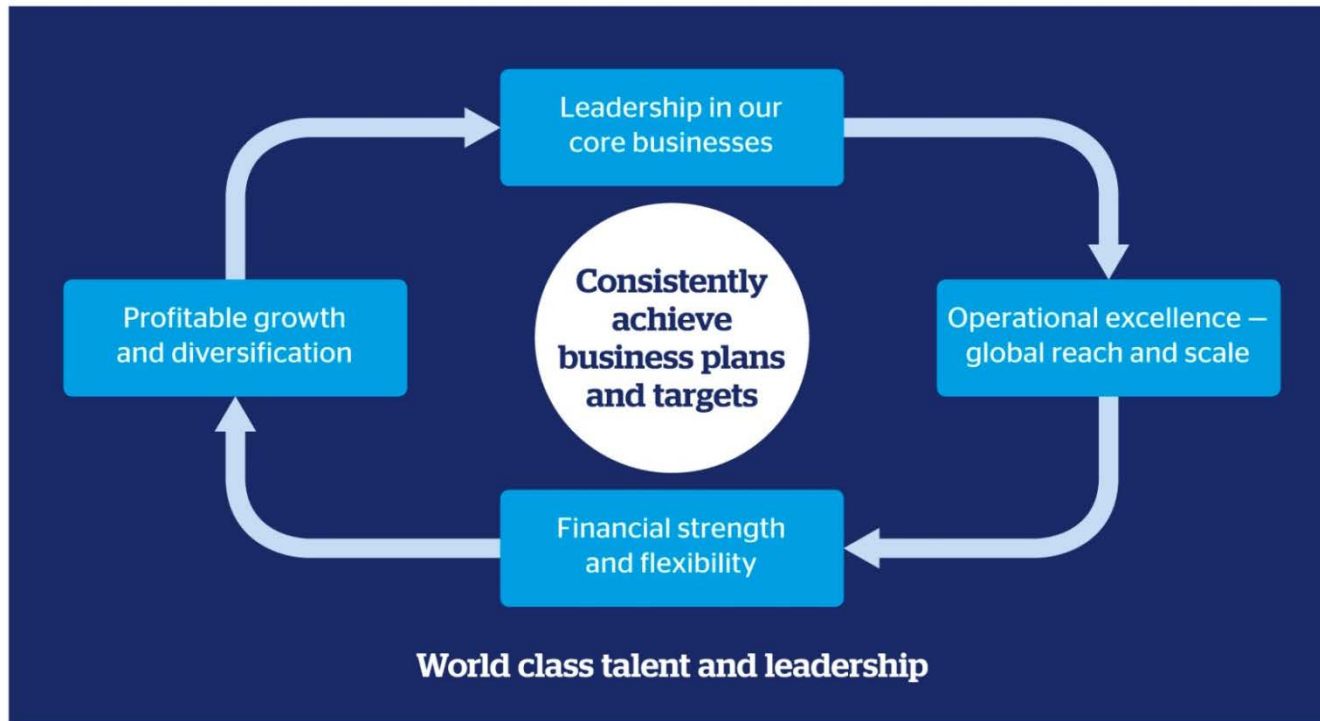 Leadership in our
core businesses
Consistently
achieve
business plans
and targets
Profitable growth
and diversification
Operational excellence –
global reach and scale
Financial strength
and flexibility
World class talent and leadership